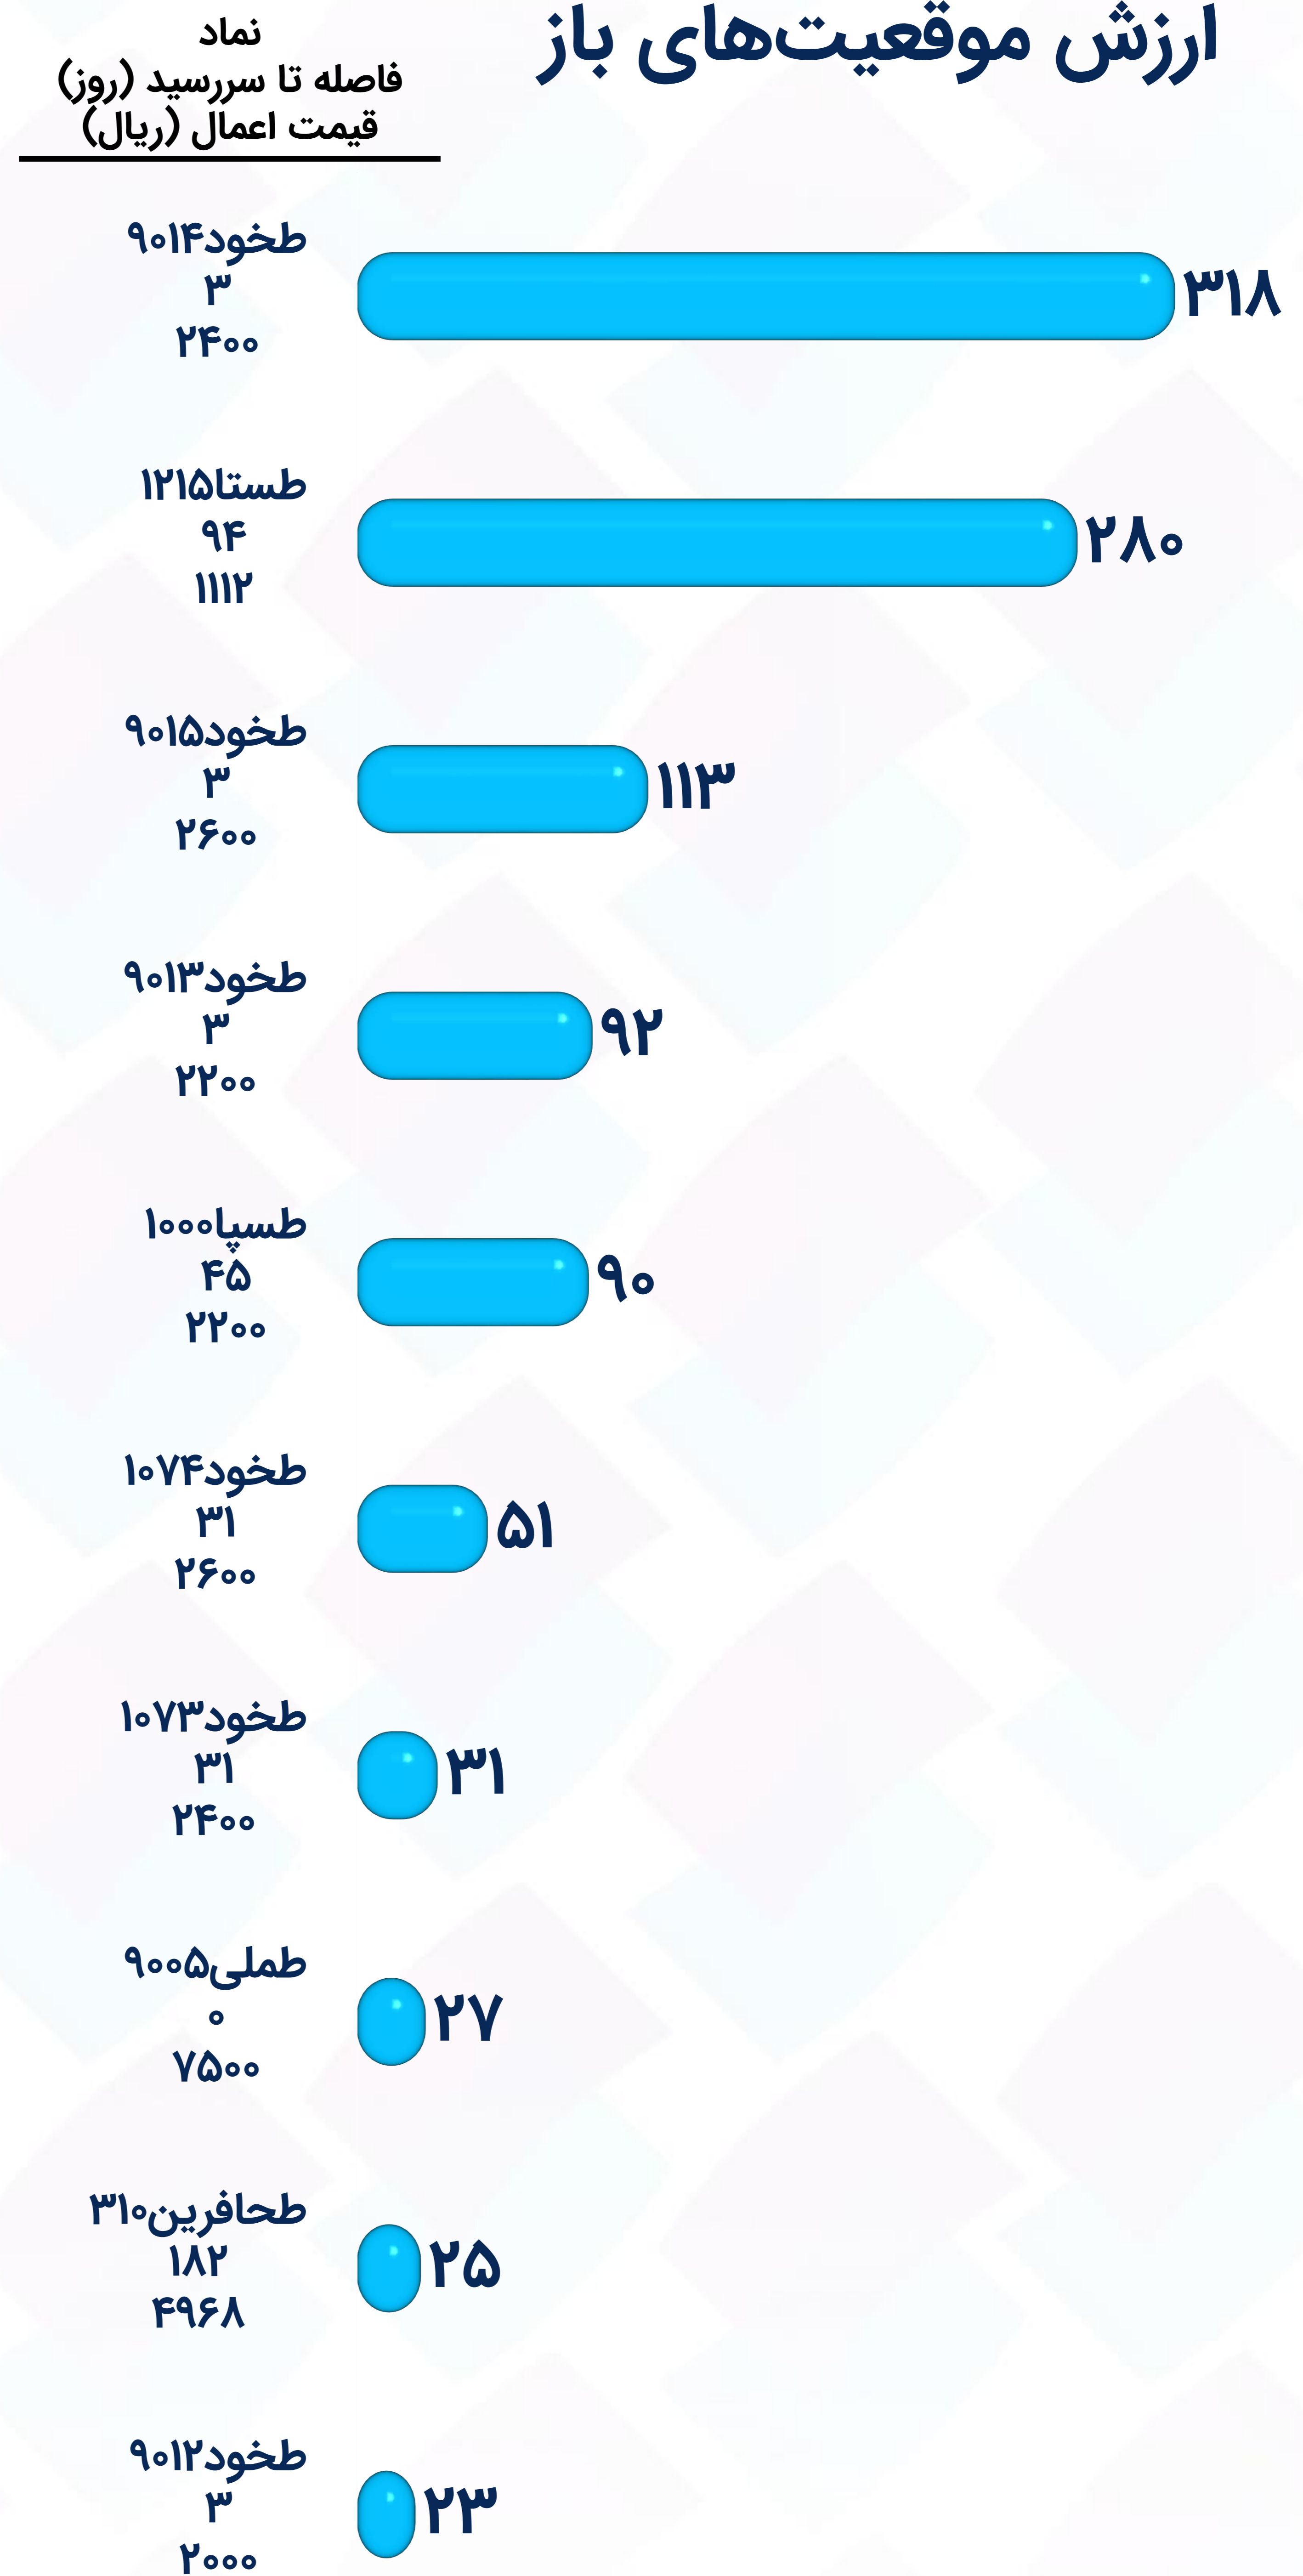 ارزش موقعیت‌های باز
نماد
فاصله تا سررسید (روز)
قیمت اعمال (ریال)
طخود۹۰۱۴
۳
۲۴۰۰
۳۱۸
طستا۱۲۱۵
۹۴
۱۱۱۲
۲۸۰
طخود۹۰۱۵
۳
۲۶۰۰
۱۱۳
طخود۹۰۱۳
۳
۲۲۰۰
۹۲
طسپا۱۰۰۰
۴۵
۲۲۰۰
۹۰
طخود۱۰۷۴
۳۱
۲۶۰۰
۵۱
طخود۱۰۷۳
۳۱
۲۴۰۰
۳۱
طملی۹۰۰۵
۰
۷۵۰۰
۲۷
طحافرین۳۱۰
۱۸۲
۴۹۶۸
۲۵
طخود۹۰۱۲
۳
۲۰۰۰
۲۳